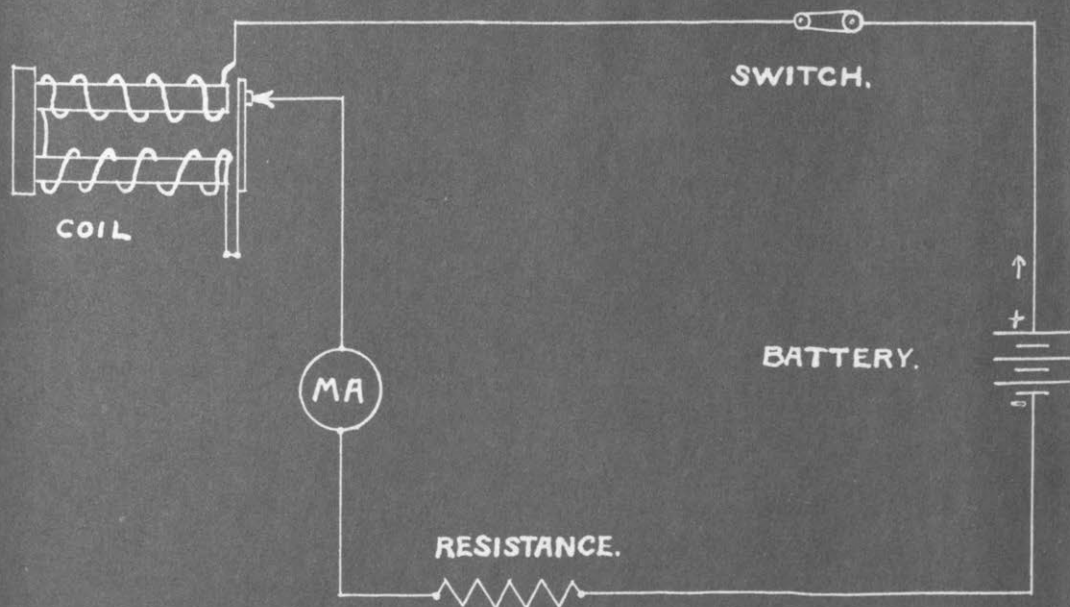 SWITCH.
COIL
+
BATTERY.
-
MA
RESISTANCE.